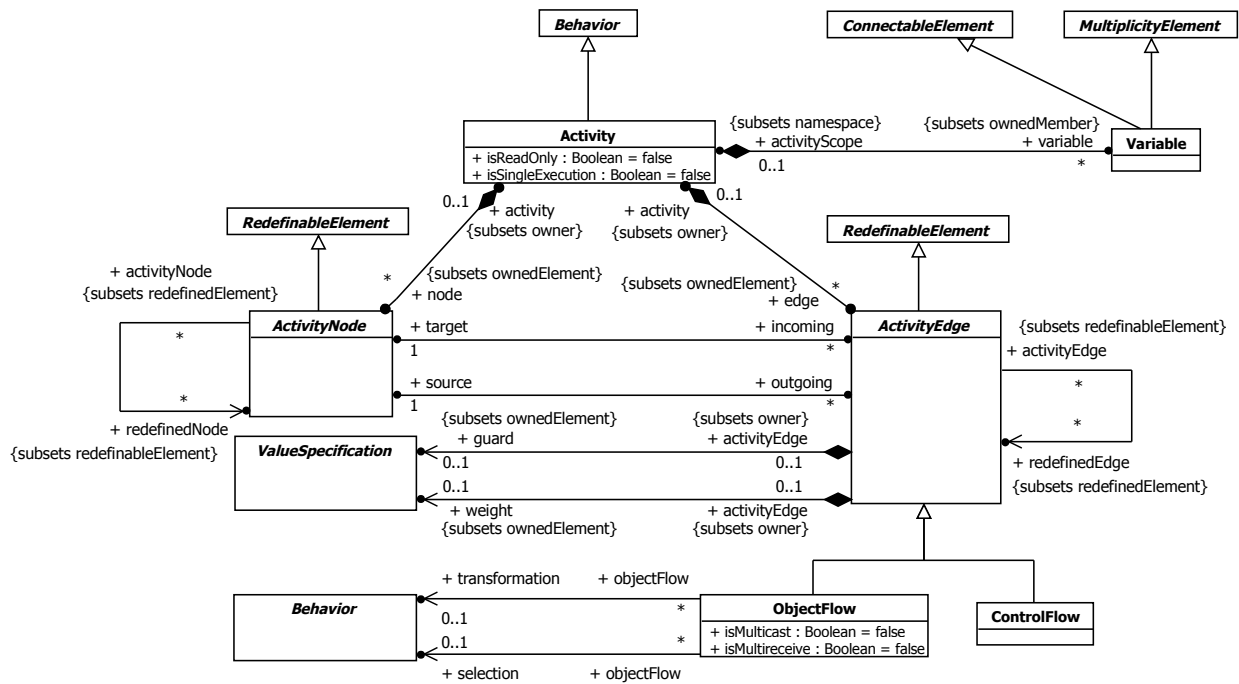 Behavior
ConnectableElement
MultiplicityElement
Activity
+ isReadOnly : Boolean = false
+ isSingleExecution : Boolean = false
{subsets namespace}
+ activityScope
0..1
{subsets ownedMember}
+ variable
*
Variable
0..1
+ activity
{subsets owner}
0..1
+ activity
{subsets owner}
RedefinableElement
RedefinableElement
+ activityNode
{subsets redefinedElement}
*
{subsets ownedElement}
+ node
{subsets ownedElement}
*
+ edge
ActivityNode
*
*
+ redefinedNode
{subsets redefinableElement}
+ target
1
+ incoming
*
+ source
1
+ outgoing
*
ActivityEdge
{subsets redefinableElement}
+ activityEdge
*
*
+ redefinedEdge
{subsets redefinedElement}
ValueSpecification
{subsets ownedElement}
+ guard
0..1
{subsets owner}
+ activityEdge
0..1
0..1
+ weight
{subsets ownedElement}
0..1
+ activityEdge
{subsets owner}
Behavior
+ transformation
0..1
+ objectFlow
*
0..1
+ selection
*
+ objectFlow
ObjectFlow
+ isMulticast : Boolean = false
+ isMultireceive : Boolean = false
ControlFlow